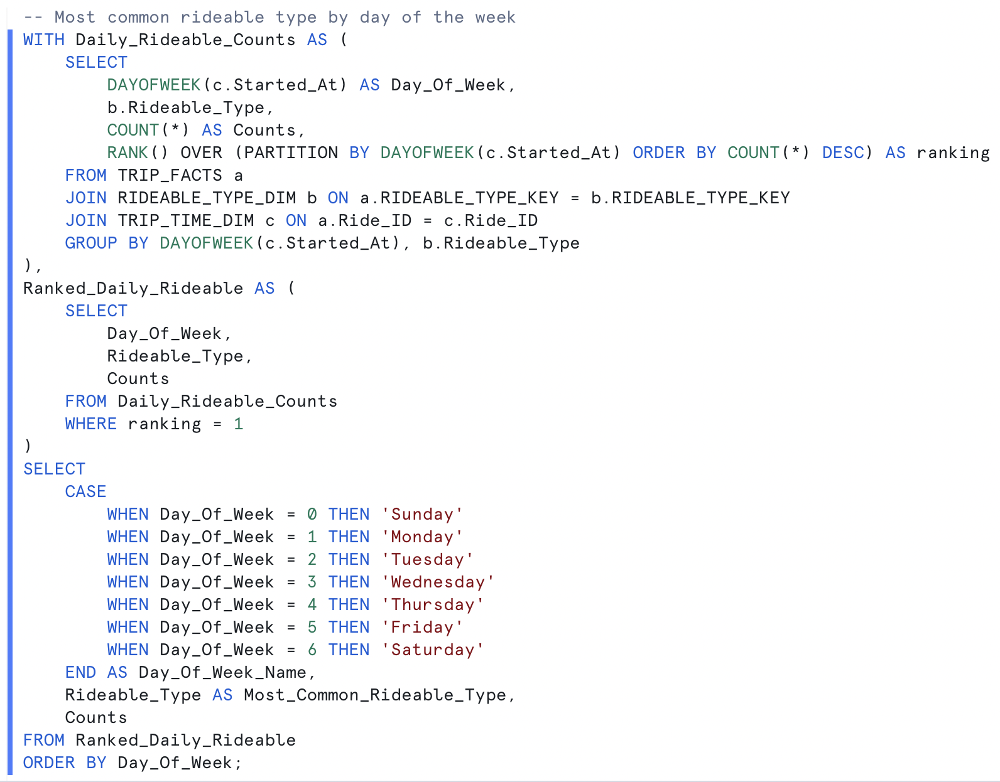 -- Most common rideable type by day of the week
WITH Daily_Rideable_Counts AS (
    SELECT
        DAYOFWEEK(c.Started_At) AS Day_Of_Week,
        b.Rideable_Type,
        COUNT(*) AS Counts,
        RANK() OVER (PARTITION BY DAYOFWEEK(c.Started_At) ORDER BY COUNT(*) DESC) AS ranking
    FROM TRIP_FACTS a
    JOIN RIDEABLE_TYPE_DIM b ON a.RIDEABLE_TYPE_KEY = b.RIDEABLE_TYPE_KEY
    JOIN TRIP_TIME_DIM c ON a.Ride_ID = c.Ride_ID
    GROUP BY DAYOFWEEK(c.Started_At), b.Rideable_Type
),
Ranked_Daily_Rideable AS (
    SELECT
        Day_Of_Week,
        Rideable_Type,
        Counts
    FROM Daily_Rideable_Counts
    WHERE ranking = 1
)
SELECT
    CASE
        WHEN Day_Of_Week = 0 THEN 'Sunday'
        WHEN Day_Of_Week = 1 THEN 'Monday'
        WHEN Day_Of_Week = 2 THEN 'Tuesday'
        WHEN Day_Of_Week = 3 THEN 'Wednesday'
        WHEN Day_Of_Week = 4 THEN 'Thursday'
        WHEN Day_Of_Week = 5 THEN 'Friday'
        WHEN Day_Of_Week = 6 THEN 'Saturday'
    END AS Day_Of_Week_Name,
    Rideable_Type AS Most_Common_Rideable_Type,
    Counts
FROM Ranked_Daily_Rideable
ORDER BY Day_Of_Week;